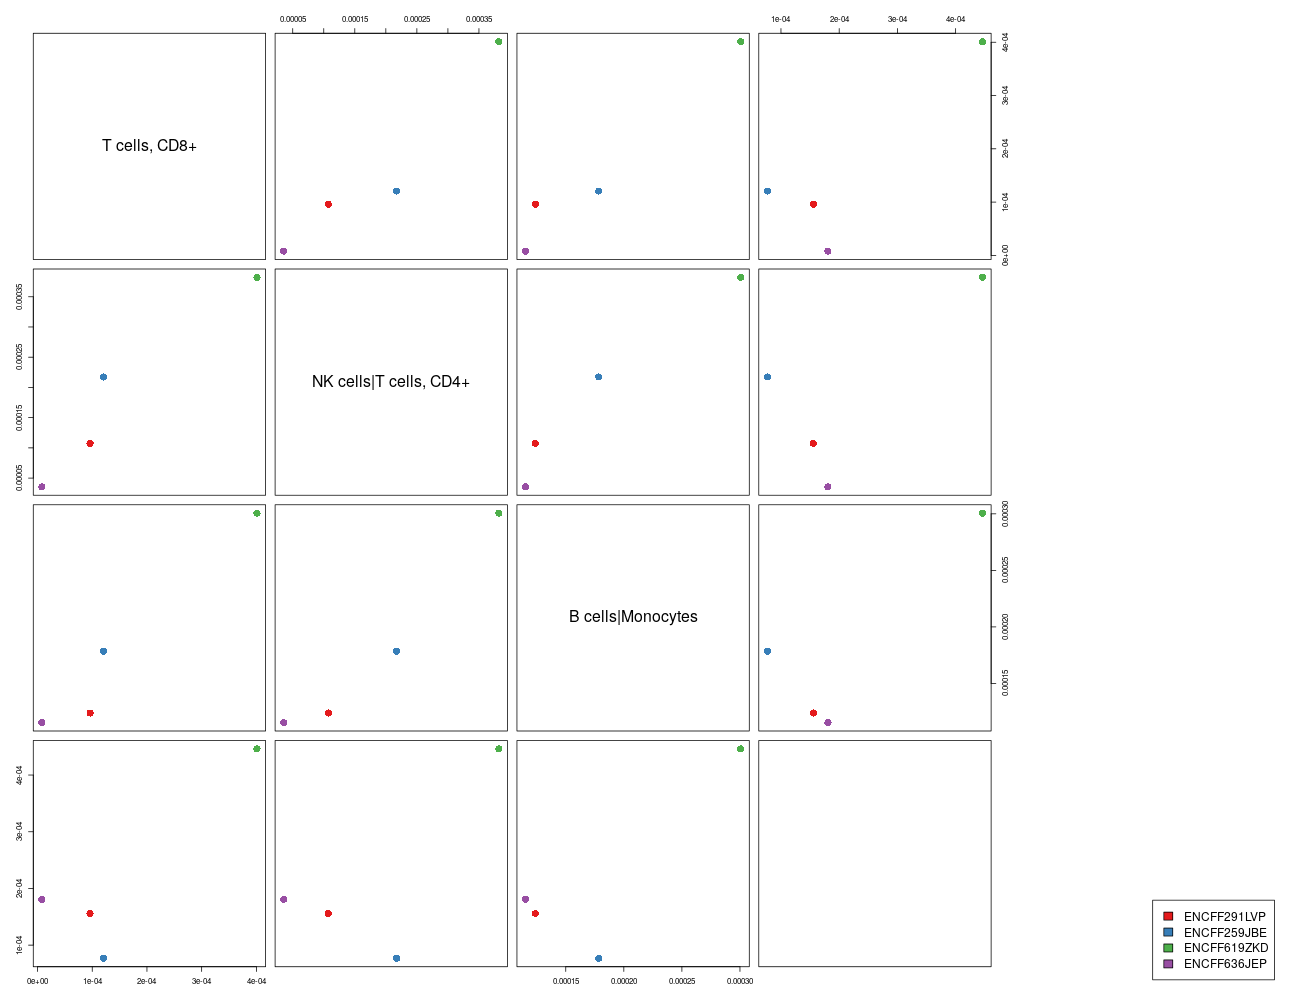 0.00005 0.00015 0.00025 0.00035 1e-04 2e-04 3e-04 4e-04
T cells, CD8+
0e+00 1e-04 2e-04 3e-04 4e-04
NK cells|T cells, CD4+
0.00005 0.00015 0.00025 0.00035
B cells|Monocytes
0.00015 0.00020 0.00025 0.00030
1e-04 2e-04 3e-04 4e-04
0e+00 1e-04 2e-04 3e-04 4e-04 0.00015 0.00020 0.00025 0.00030
ENCFF291LVP
ENCFF259JBE
ENCFF619ZKD
ENCFF636JEP